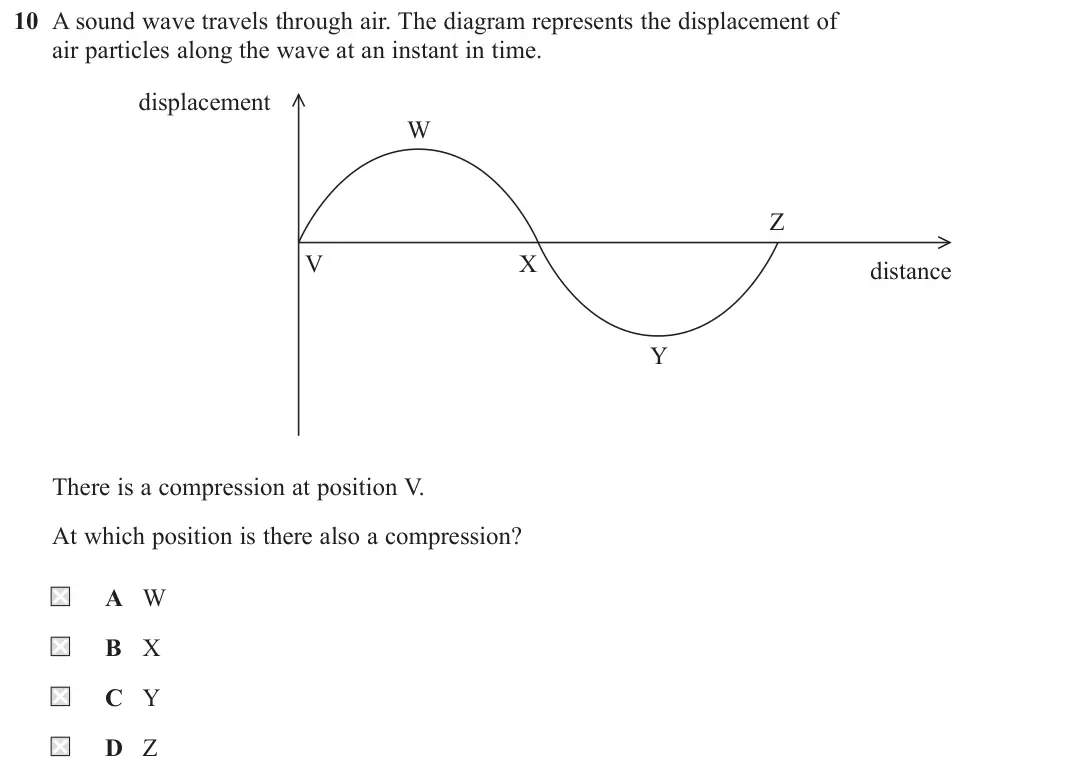 10 A sound wave travels through air. The diagram represents the displacement of
air particles along the wave at an instant in time.
displacement
W
Z
V
X
distance
Y
There is a compression at position V.
At which position is there also a compression?
A W
B X
C Y
D Z